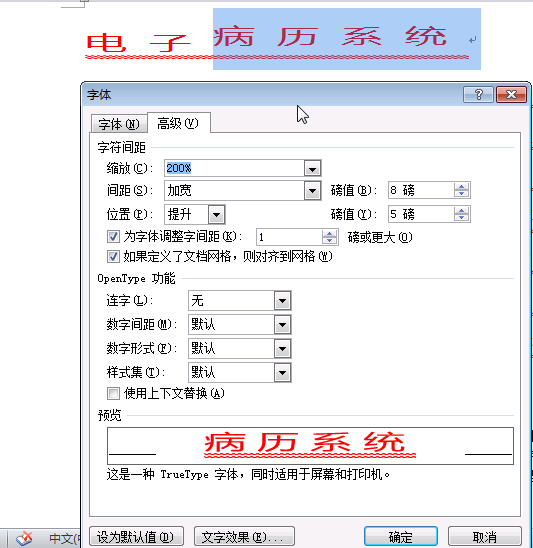 电子病历系统
字体
字体(N) 高级(V)
字符间距
缩放(C): 200%
间距(S): 加宽 磅值(B): 8 磅
位置(P): 提升 磅值(Y): 5 磅
为字体调整字间距(K): 1 磅或更大(O)
如果定义了文档网格，则对齐到网格(W)
OpenType 功能
连字(L): 无
数字间距(M): 默认
数字形式(F): 默认
样式集(T): 默认
使用上下文替换(A)
预览
病历系统
这是一种 TrueType 字体，同时适用于屏幕和打印机。
设为默认值(D) 文字效果(E)... 确定 取消
中文(